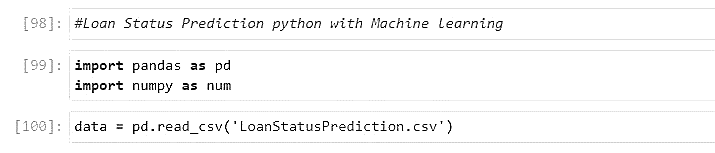 [98]: #Loan Status Prediction python with Machine learning
[99]: import pandas as pd
import numpy as num
[100]: data = pd.read_csv('LoanStatusPrediction.csv')